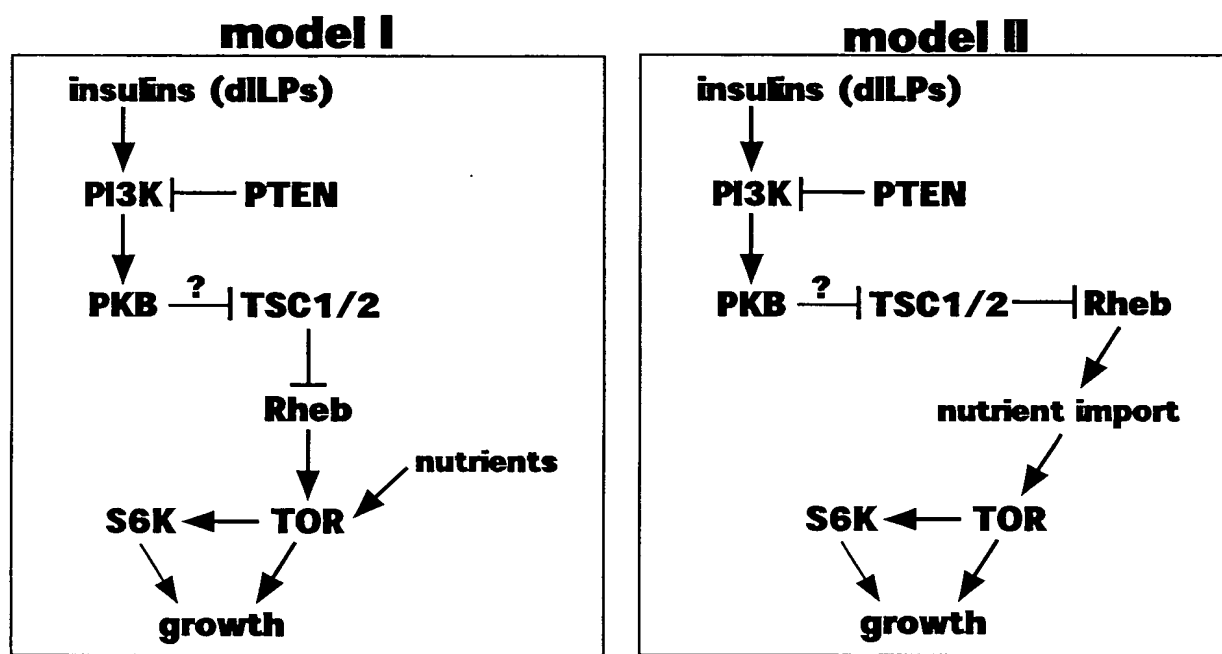 model I
insulins (dILPs)
PI3K PTEN
PKB ? TSC1/2
Rheb
nutrients
S6K TOR
growth
model II
insulins (dILPs)
PI3K PTEN
PKB ? TSC1/2 Rheb
nutrient import
S6K TOR
growth